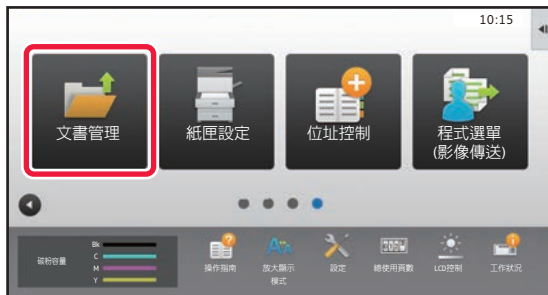 10:15
文書管理
紙匣設定
位址控制
程式選單
(影像傳送)
碳粉容量
Bk
C
M
Y
操作指南
放大顯示
模式
設定
總使用頁數
LCD控制
工作狀況